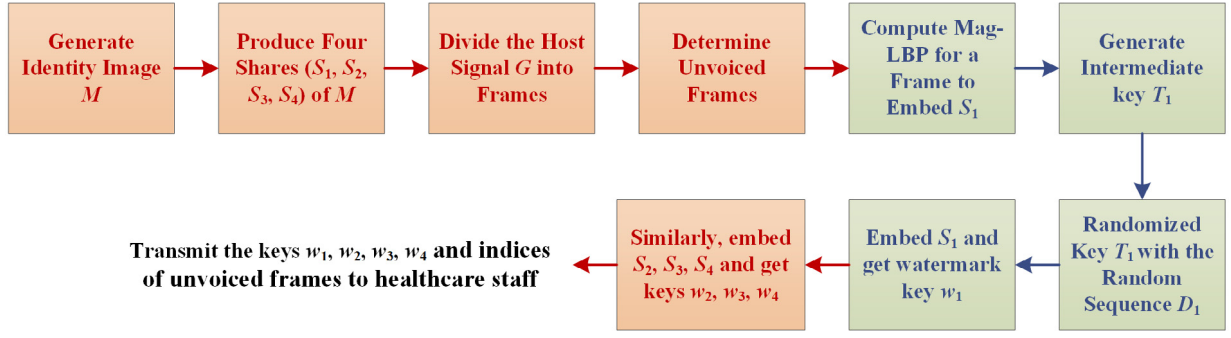 Generate
Identity Image
M
Produce Four
Shares (S₁, S₂,
S₃, S₄) of M
Divide the Host
Signal G into
Frames
Determine
Unvoiced
Frames
Compute Mag-
LBP for a
Frame to
Embed S₁
Generate
Intermediate
key T₁
Randomized
Key T₁ with the
Random
Sequence D₁
Embed S₁ and
get watermark
key w₁
Similarly, embed
S₂, S₃, S₄ and get
keys w₂, w₃, w₄
Transmit the keys w₁, w₂, w₃, w₄ and indices
of unvoiced frames to healthcare staff